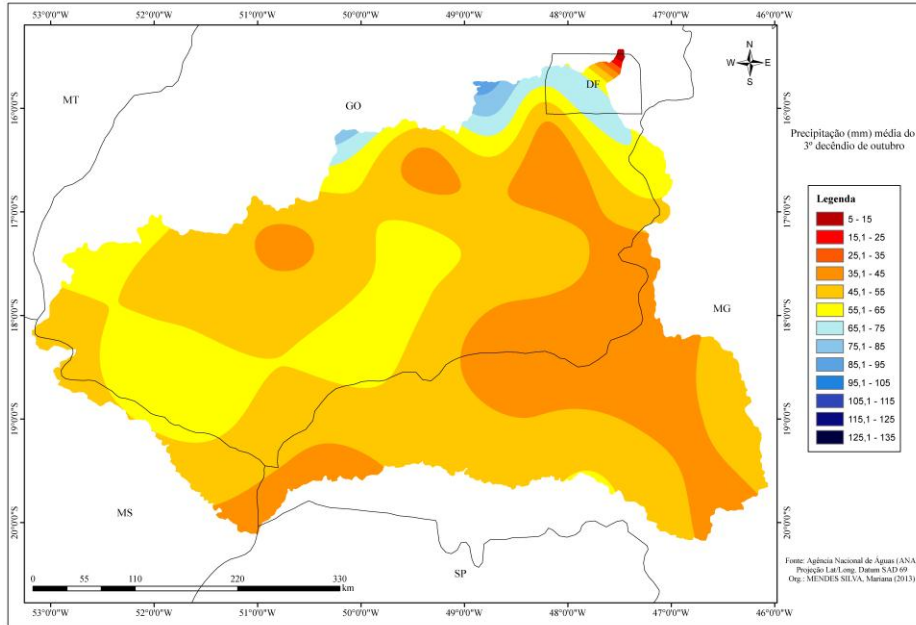 53°0'0"W 52°0'0"W 51°0'0"W 50°0'0"W 49°0'0"W 48°0'0"W 47°0'0"W 46°0'0"W
N
W E
S
MT
GO
DF
MG
MS
SP
16°0'0"S
17°0'0"S
18°0'0"S
19°0'0"S
20°0'0"S
16°0'0"S
17°0'0"S
18°0'0"S
19°0'0"S
20°0'0"S
Precipitação (mm) média do
3º decêndio de outubro
Legenda
5 - 15
15,1 - 25
25,1 - 35
35,1 - 45
45,1 - 55
55,1 - 65
65,1 - 75
75,1 - 85
85,1 - 95
95,1 - 105
105,1 - 115
115,1 - 125
125,1 - 135
0 55 110 220 330
km
Fonte: Agência Nacional de Águas (ANA
Projeção Lat/Long. Datum SAD 69
Org.: MENDES SILVA, Mariana (2013)
53°0'0"W 52°0'0"W 51°0'0"W 50°0'0"W 49°0'0"W 48°0'0"W 47°0'0"W 46°0'0"W